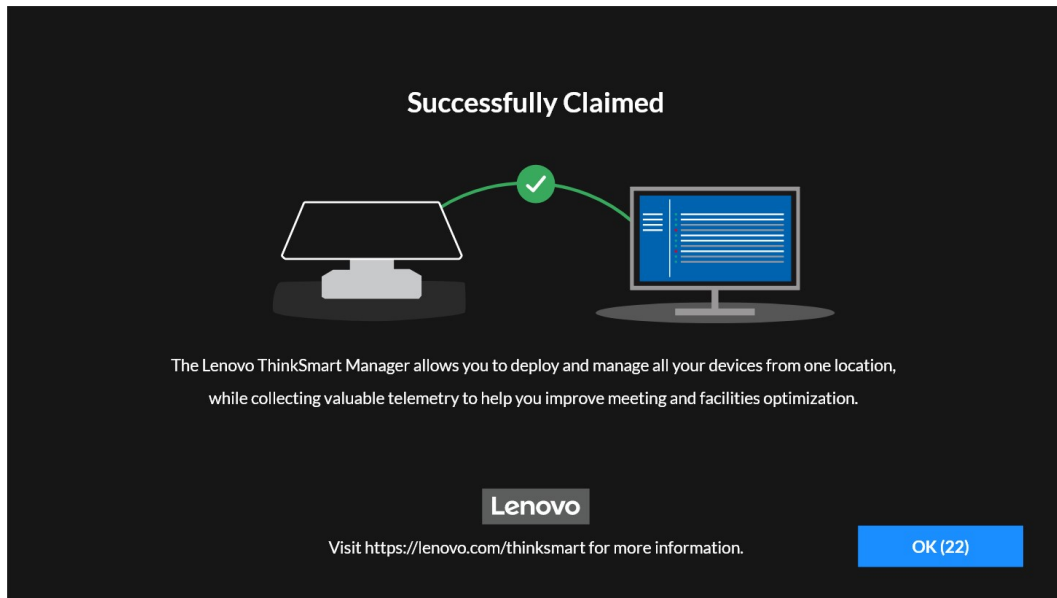 Successfully Claimed
The Lenovo ThinkSmart Manager allows you to deploy and manage all your devices from one location,
while collecting valuable telemetry to help you improve meeting and facilities optimization.
Lenovo
Visit https://lenovo.com/thinksmart for more information.
OK (22)